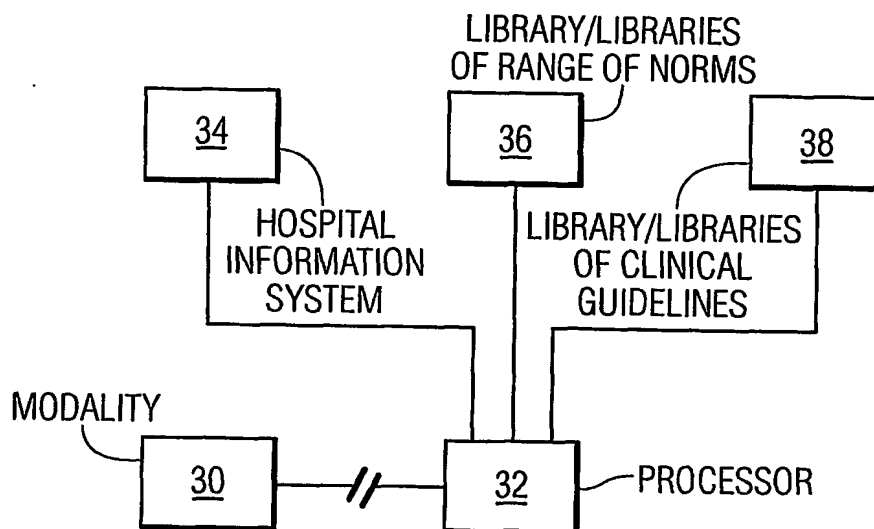 LIBRARY/LIBRARIES
OF RANGE OF NORMS
34
36
38
HOSPITAL
INFORMATION
SYSTEM
LIBRARY/LIBRARIES
OF CLINICAL
GUIDELINES
MODALITY
30
32
PROCESSOR